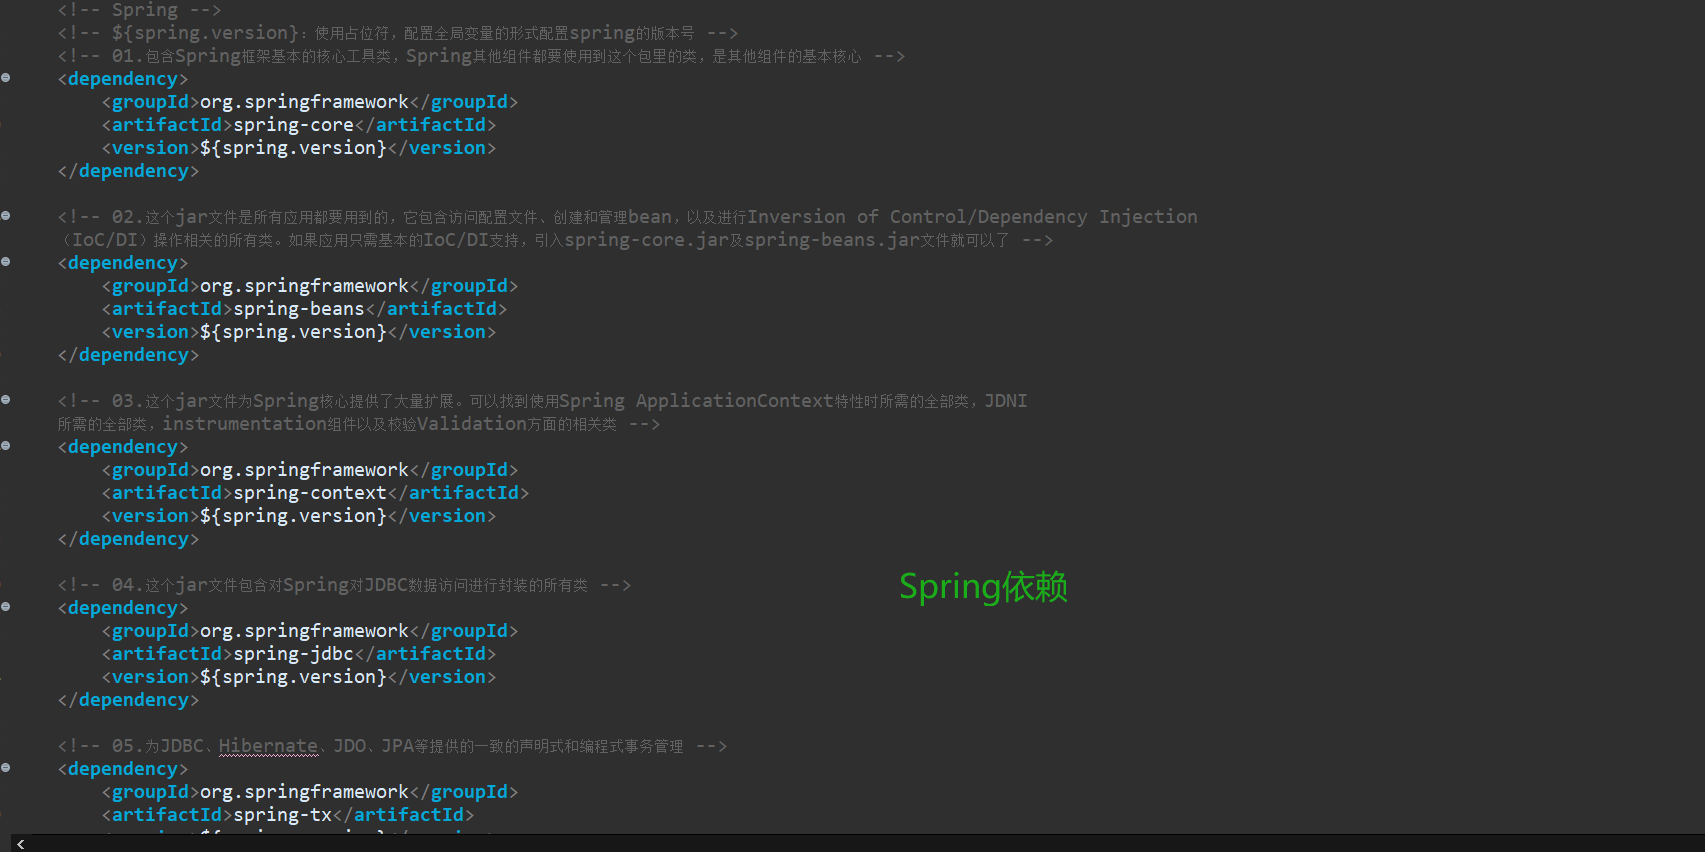 <!-- Spring -->
<!-- ${spring.version}：使用占位符，配置全局变量的形式配置spring的版本号 -->
<!-- 01.包含Spring框架基本的核心工具类，Spring其他组件都要使用到这个包里的类，是其他组件的基本核心 -->
<dependency>
<groupId>org.springframework</groupId>
<artifactId>spring-core</artifactId>
<version>${spring.version}</version>
</dependency>
<!-- 02.这个jar文件是所有应用都要用到的，它包含访问配置文件、创建和管理bean，以及进行Inversion of Control/Dependency Injection
（IoC/DI）操作相关的所有类。如果应用只需基本的IoC/DI支持，引入spring-core.jar及spring-beans.jar文件就可以了 -->
<dependency>
<groupId>org.springframework</groupId>
<artifactId>spring-beans</artifactId>
<version>${spring.version}</version>
</dependency>
<!-- 03.这个jar文件为Spring核心提供了大量扩展。可以找到使用Spring ApplicationContext特性时所需的全部类，JDNI
所需的全部类，instrumentation组件以及校验Validation方面的相关类 -->
<dependency>
<groupId>org.springframework</groupId>
<artifactId>spring-context</artifactId>
<version>${spring.version}</version>
</dependency>
<!-- 04.这个jar文件包含对Spring对JDBC数据访问进行封装的所有类 -->
Spring依赖
<dependency>
<groupId>org.springframework</groupId>
<artifactId>spring-jdbc</artifactId>
<version>${spring.version}</version>
</dependency>
<!-- 05.为JDBC、Hibernate、JDO、JPA等提供的一致的声明式和编程式事务管理 -->
<dependency>
<groupId>org.springframework</groupId>
<artifactId>spring-tx</artifactId>